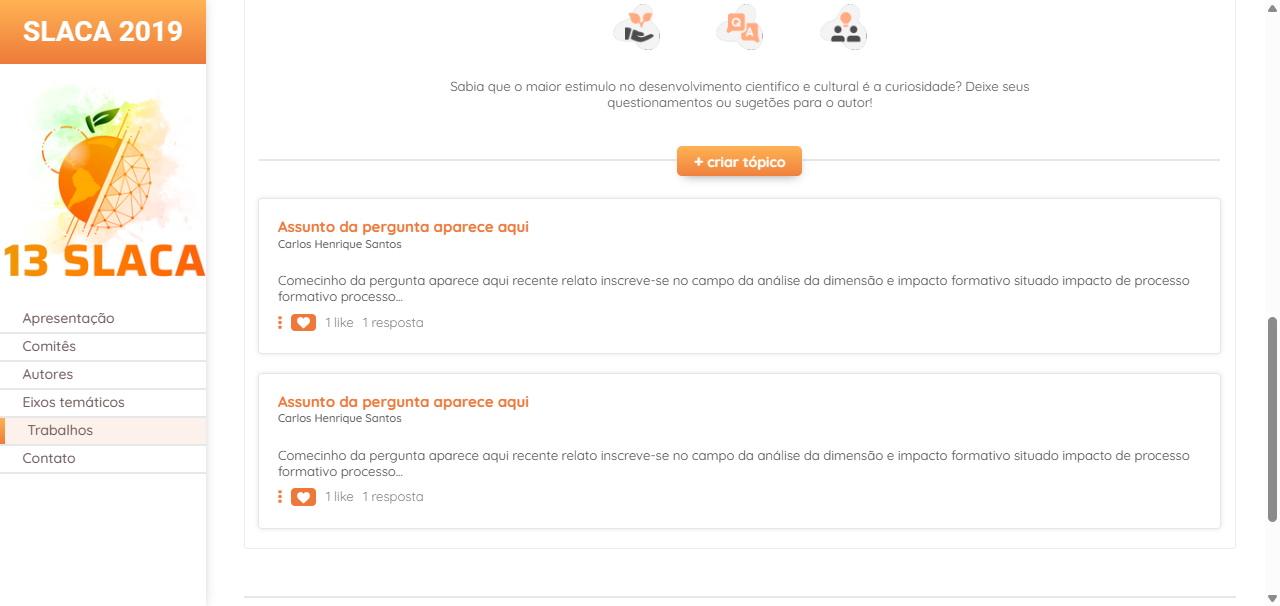 SLACA 2019
13 SLACA
Apresentação
Comitês
Autores
Eixos temáticos
Trabalhos
Contato
Q
A
Sabia que o maior estimulo no desenvolvimento cientifico e cultural é a curiosidade? Deixe seus
questionamentos ou sugetões para o autor!
+ criar tópico
Assunto da pergunta aparece aqui
Carlos Henrique Santos
Comecinho da pergunta aparece aqui recente relato inscreve-se no campo da análise da dimensão e impacto formativo situado impacto de processo
formativo processo...
1 like 1 resposta
Assunto da pergunta aparece aqui
Carlos Henrique Santos
Comecinho da pergunta aparece aqui recente relato inscreve-se no campo da análise da dimensão e impacto formativo situado impacto de processo
formativo processo...
1 like 1 resposta